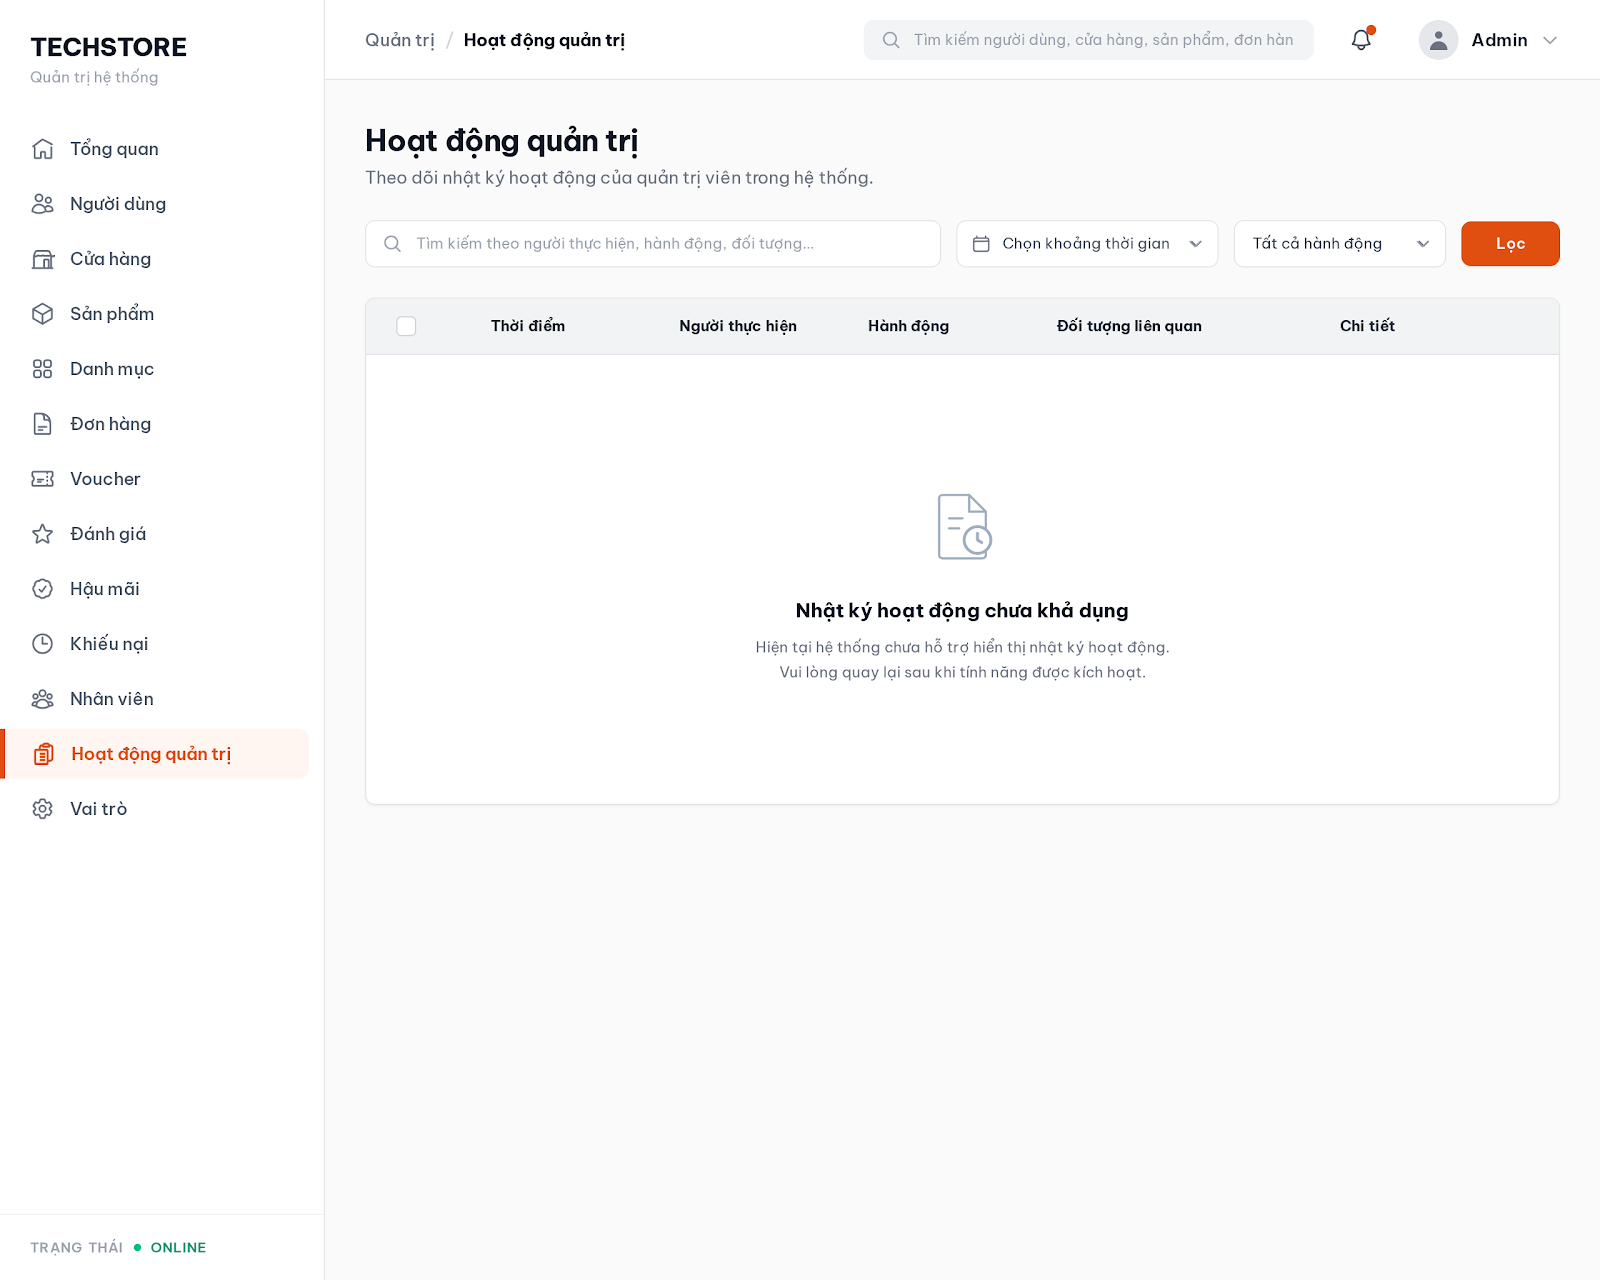 TECHSTORE
Quản trị hệ thống
Tổng quan
Người dùng
Cửa hàng
Sản phẩm
Danh mục
Đơn hàng
Voucher
Đánh giá
Hậu mãi
Khiếu nại
Nhân viên
Hoạt động quản trị
Vai trò
TRẠNG THÁI ONLINE
Quản trị / Hoạt động quản trị
Tìm kiếm người dùng, cửa hàng, sản phẩm, đơn hàn
Admin
Hoạt động quản trị
Theo dõi nhật ký hoạt động của quản trị viên trong hệ thống.
Tìm kiếm theo người thực hiện, hành động, đối tượng...
Chọn khoảng thời gian
Tất cả hành động
Lọc
Thời điểm Người thực hiện Hành động Đối tượng liên quan Chi tiết
Nhật ký hoạt động chưa khả dụng
Hiện tại hệ thống chưa hỗ trợ hiển thị nhật ký hoạt động.
Vui lòng quay lại sau khi tính năng được kích hoạt.